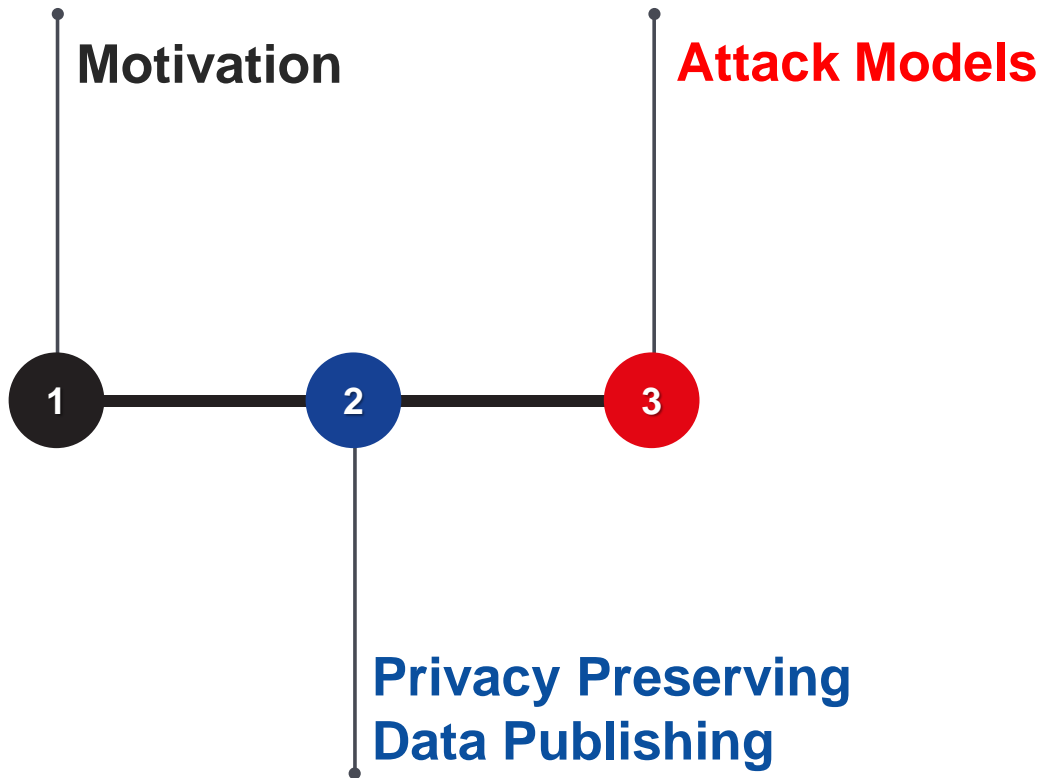 Motivation
Attack Models
1
2
3
Privacy Preserving
Data Publishing